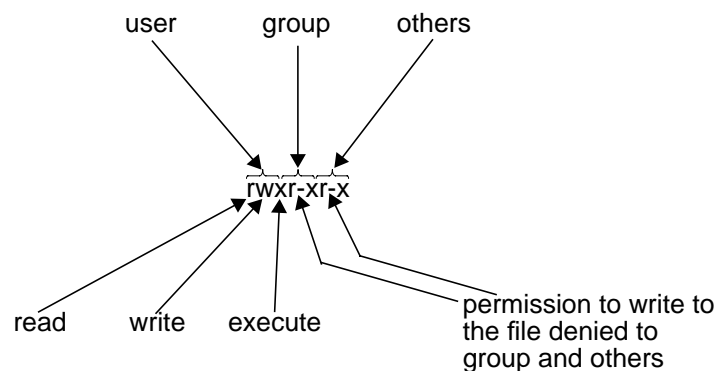 user group others
rwxr-xr-x
read write execute
permission to write to
the file denied to
group and others